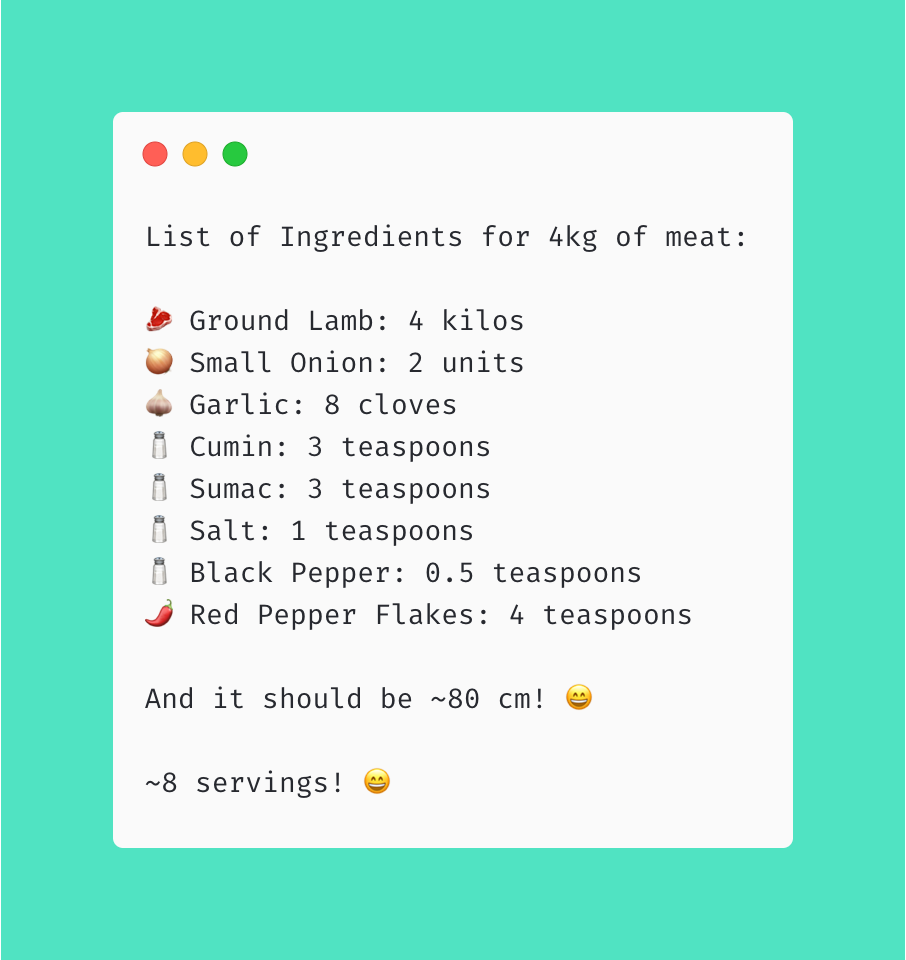 List of Ingredients for 4kg of meat:
🥩 Ground Lamb: 4 kilos
🧅 Small Onion: 2 units
🧄 Garlic: 8 cloves
🧂 Cumin: 3 teaspoons
🧂 Sumac: 3 teaspoons
🧂 Salt: 1 teaspoons
🧂 Black Pepper: 0.5 teaspoons
🌶️ Red Pepper Flakes: 4 teaspoons
And it should be ~80 cm! 😄
~8 servings! 😄